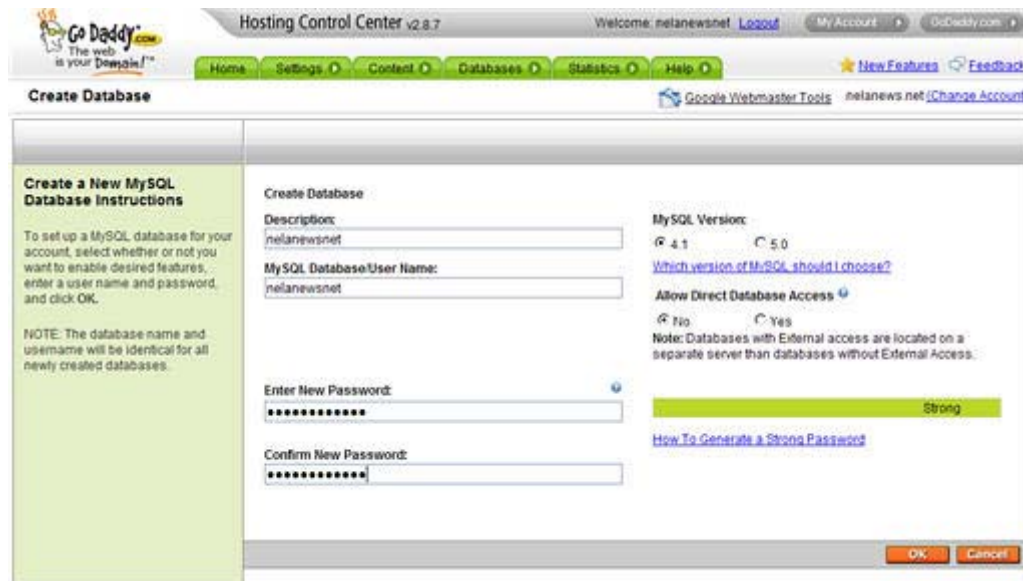 Go Daddy.COM
The web
is your Domain!™
Hosting Control Center v2.8.7
Welcome: nelanewsnet Logout
My Account
GoDaddy.com
Home Settings Content Databases Statistics Help
New Features Feedback
Create Database
Google Webmaster Tools nelanews.net (Change Account
Create a New MySQL
Database Instructions
To set up a MySQL database for your
account, select whether or not you
want to enable desired features,
enter a user name and password,
and click OK.
NOTE: The database name and
username will be identical for all
newly created databases.
Create Database
Description:
nelanewsnet
MySQL Database/User Name:
nelanewsnet
Enter New Password:
••••••••••••
Confirm New Password:
••••••••••••
MySQL Version:
4.1 5.0
Which version of MySQL should I choose?
Allow Direct Database Access
No Yes
Note: Databases with External access are located on a
separate server than databases without External Access.
Strong
How To Generate a Strong Password
OK Cancel